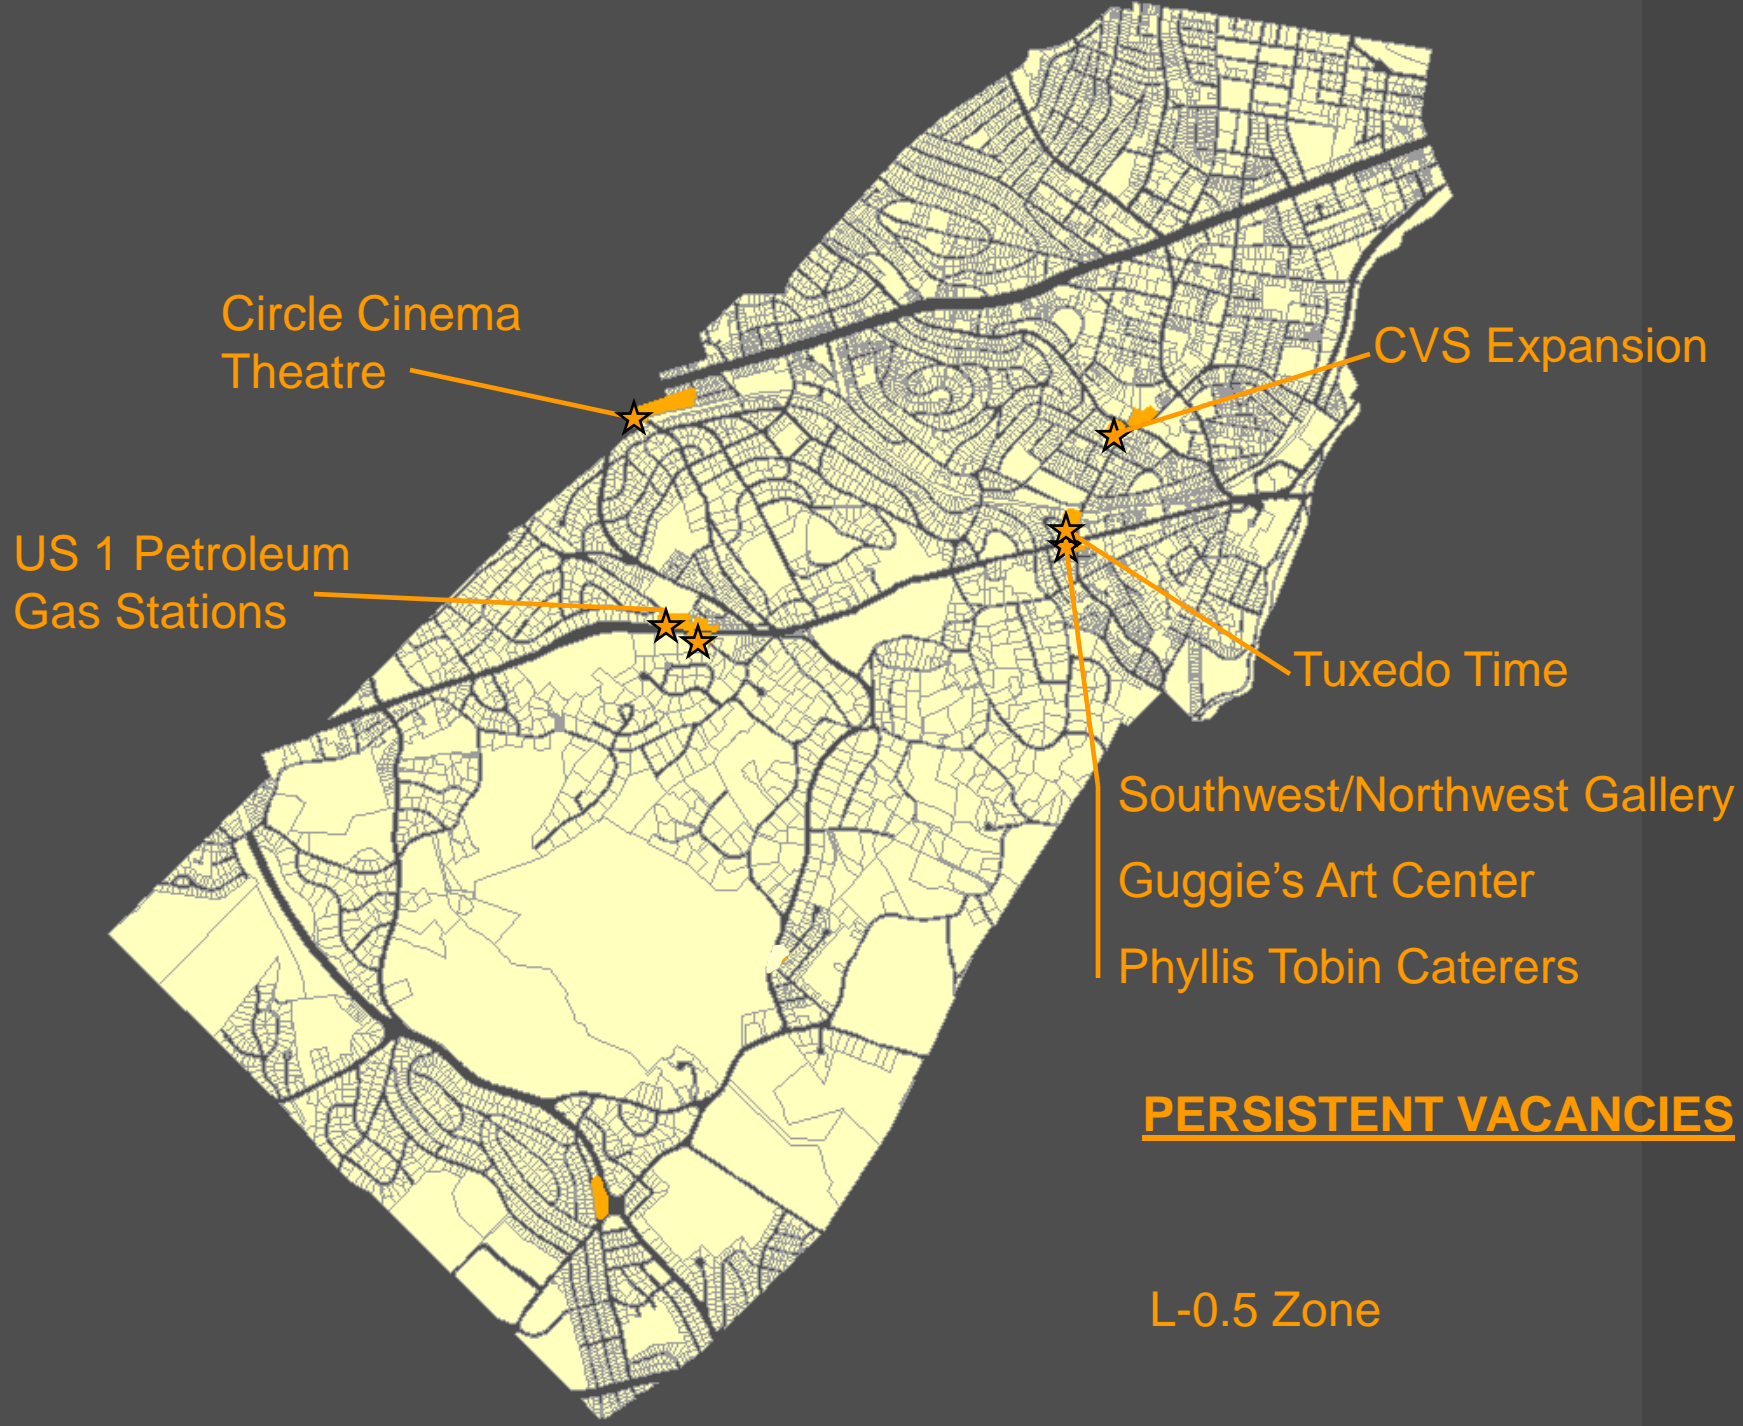 Circle Cinema
Theatre
CVS Expansion
US 1 Petroleum
Gas Stations
Tuxedo Time
Southwest/Northwest Gallery
Guggie’s Art Center
Phyllis Tobin Caterers
PERSISTENT VACANCIES
L-0.5 Zone